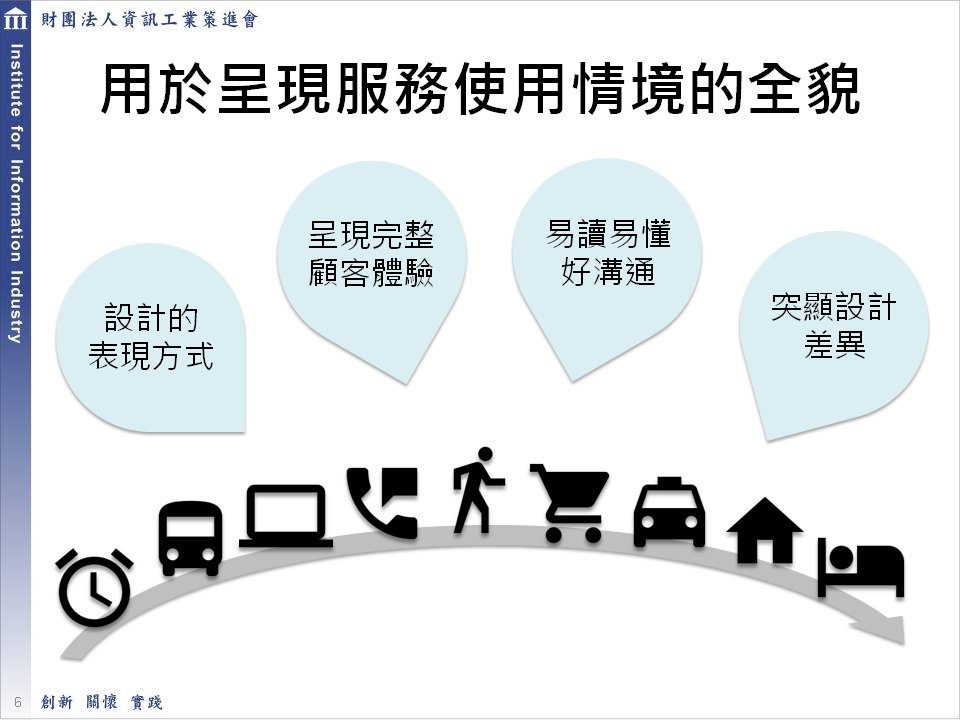 財團法人資訊工業策進會
Institute for Information Industry
用於呈現服務使用情境的全貌
設計的
表現方式
呈現完整
顧客體驗
易讀易懂
好溝通
突顯設計
差異
6
創新 關懷 實踐